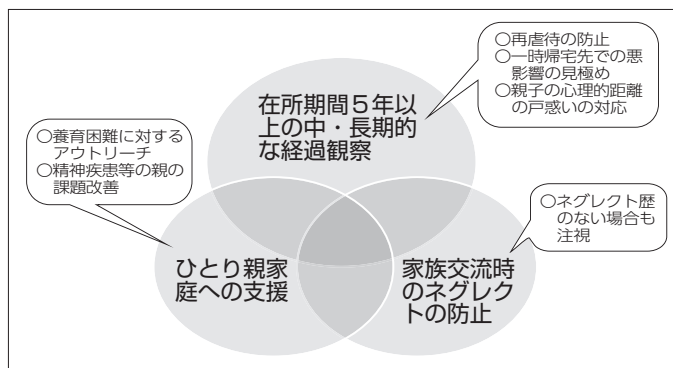 ○再虐待の防止
○一時帰宅先での悪
影響の見極め
○親子の心理的距離
の戸惑いの対応
在所期間5年以
上の中・長期的
な経過観察
○養育困難に対する
アウトリーチ
○精神疾患等の親の
課題改善
○ネグレクト歴
のない場合も
注視
ひとり親家
庭への支援
家族交流時
のネグレク
トの防止